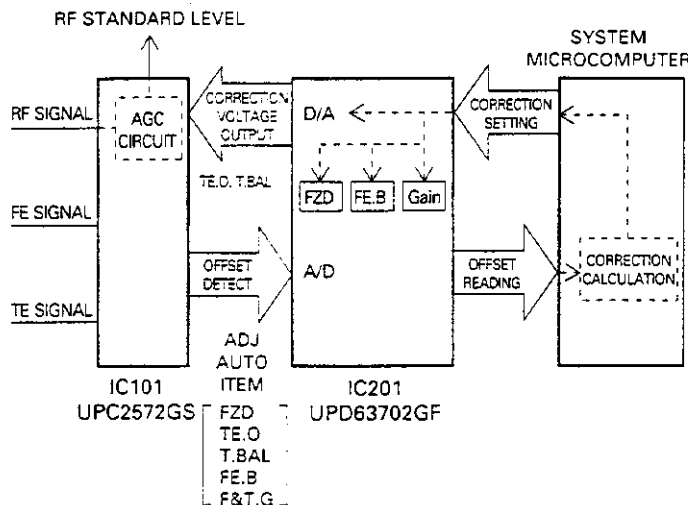 RF STANDARD LEVEL
SYSTEM
MICROCOMPUTER
RF SIGNAL
AGC
CIRCUIT
CORRECTION
VOLTAGE
OUTPUT
D/A
CORRECTION
SETTING
TE.O, T.BAL
FZD
FE.B
Gain
FE SIGNAL
OFFSET
DETECT
A/D
OFFSET
READING
CORRECTION
CALCULATION
TE SIGNAL
ADJ
AUTO
ITEM
IC101
UPC2572GS
IC201
UPD63702GF
FZD
TE.O
T.BAL
FE.B
F&T.G